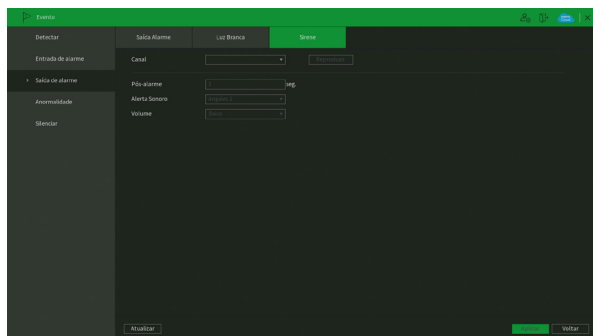 Evento
Detectar
Saída Alarme
Luz Branca
Sirene
Entrada de alarme
Canal
Saída de alarme
Pós-alarme
seg.
Alerta Sonoro
Anormalidade
Volume
Silenciar
Atualizar
Aplicar
Voltar